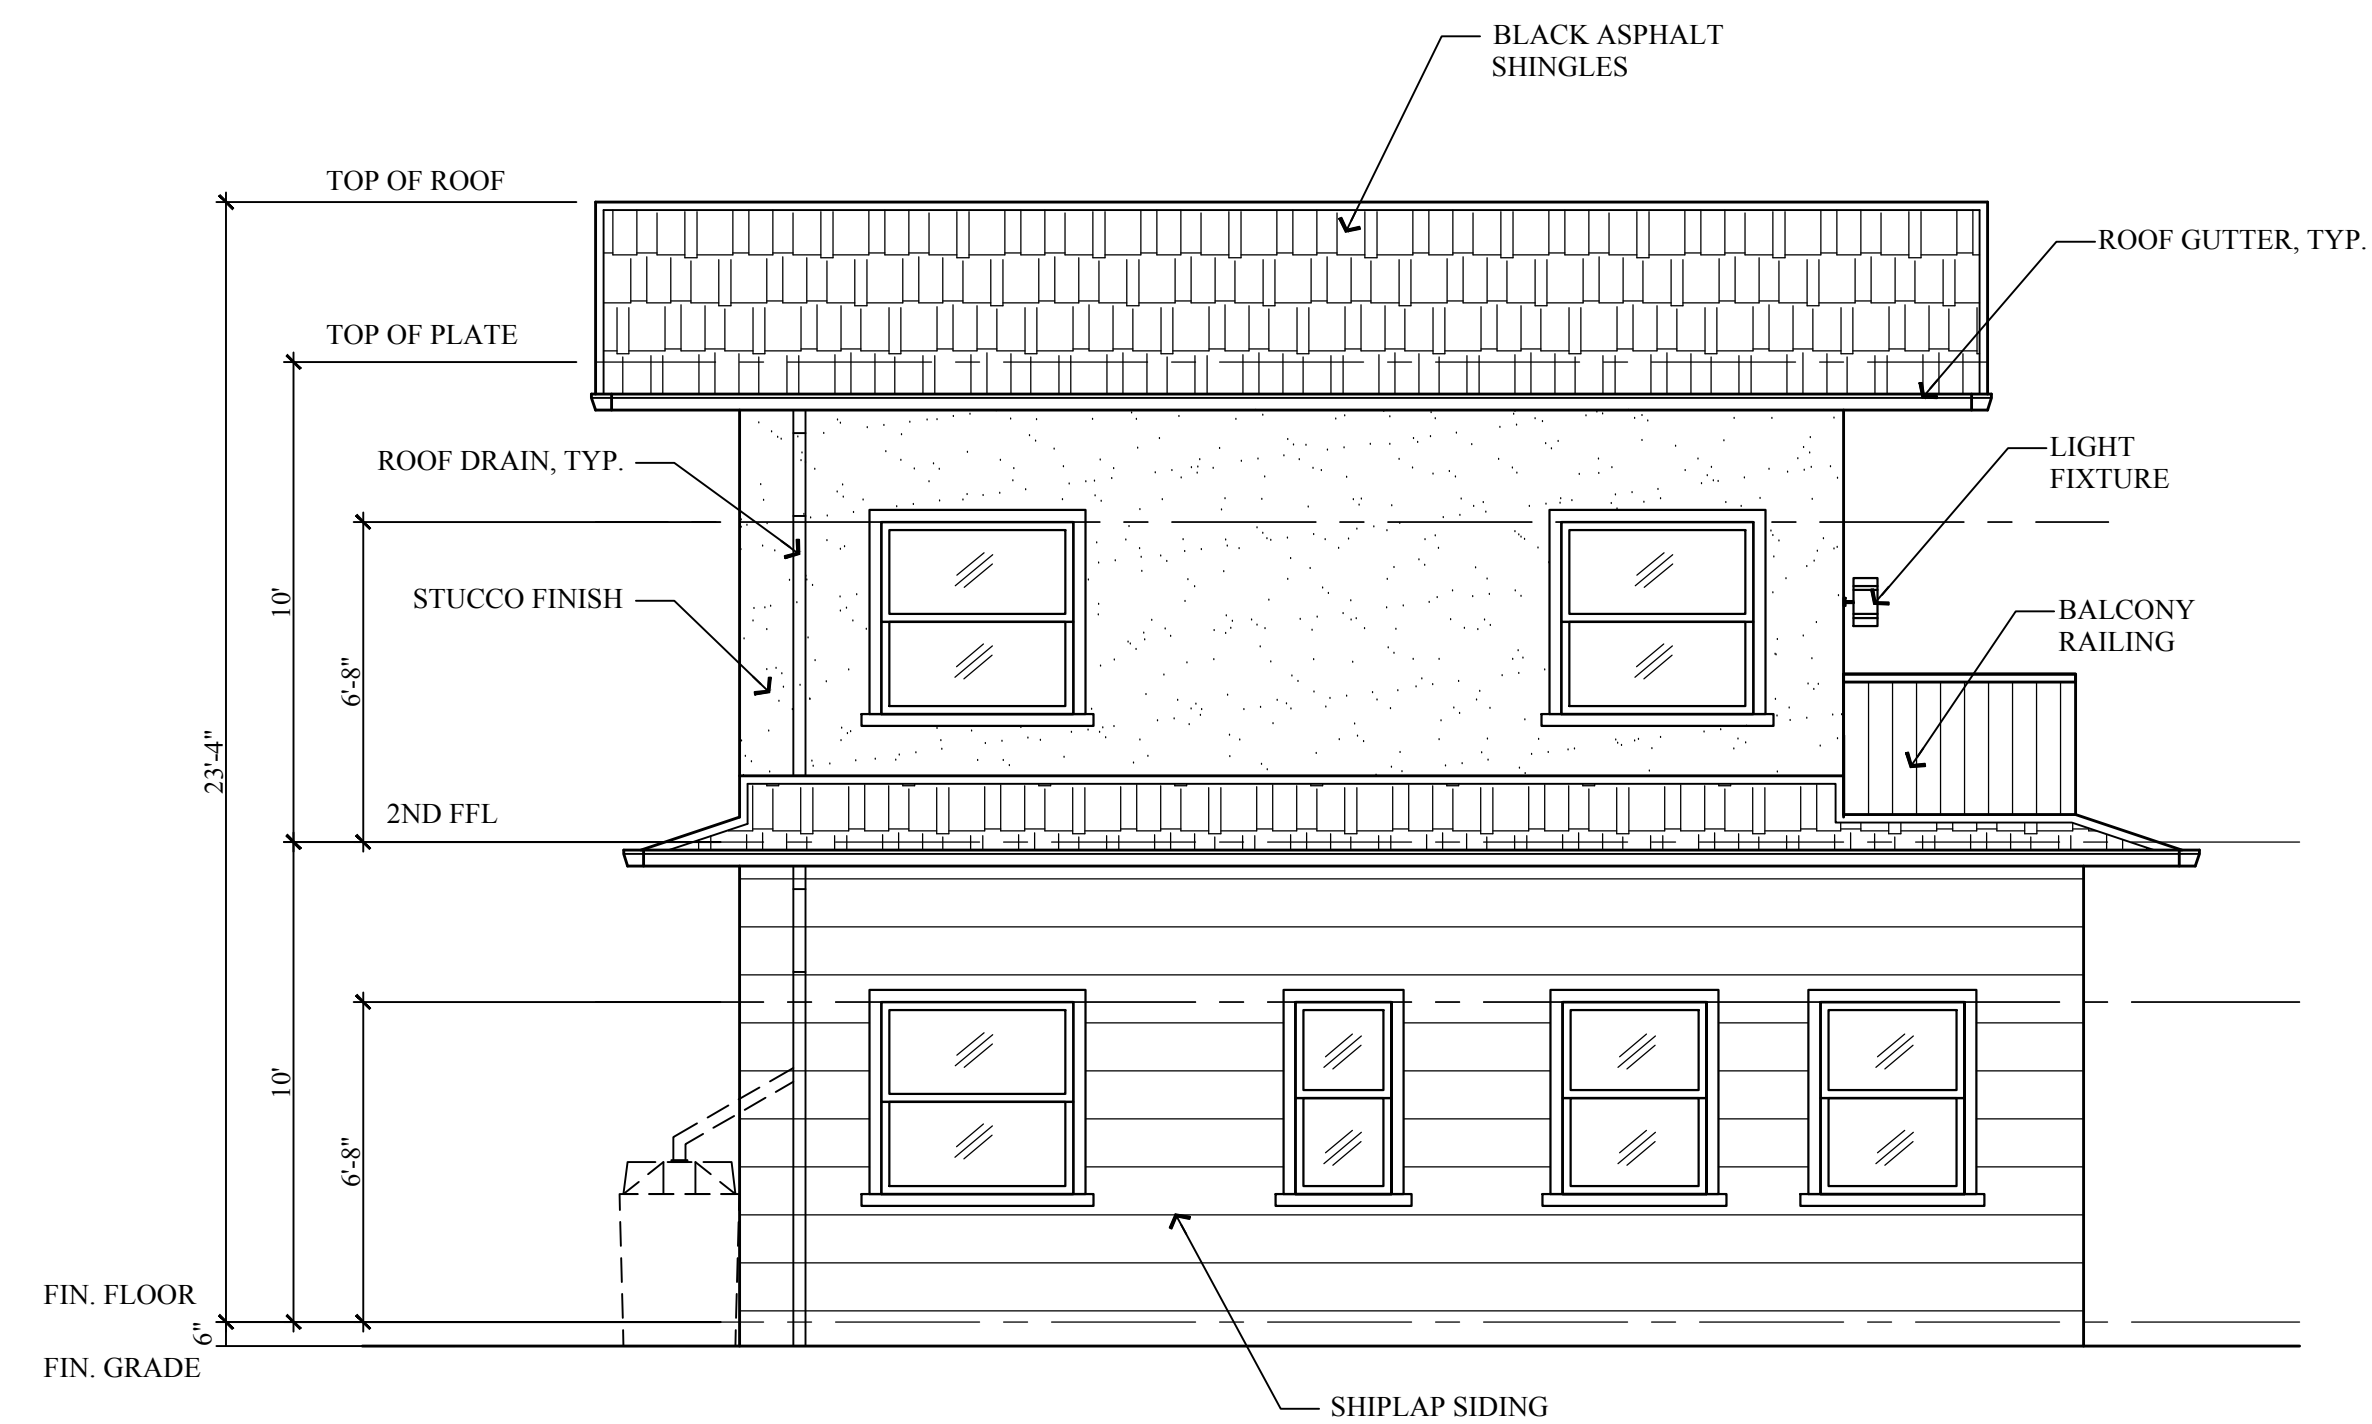 BLACK ASPHALT
SHINGLES
TOP OF ROOF
ROOF GUTTER, TYP.
TOP OF PLATE
LIGHT
FIXTURE
ROOF DRAIN, TYP.
10'
STUCCO FINISH
BALCONY
RAILING
6'-8"
23'-4"
2ND FFL
10'
6'-8"
FIN. FLOOR
6"
FIN. GRADE
SHIPLAP SIDING